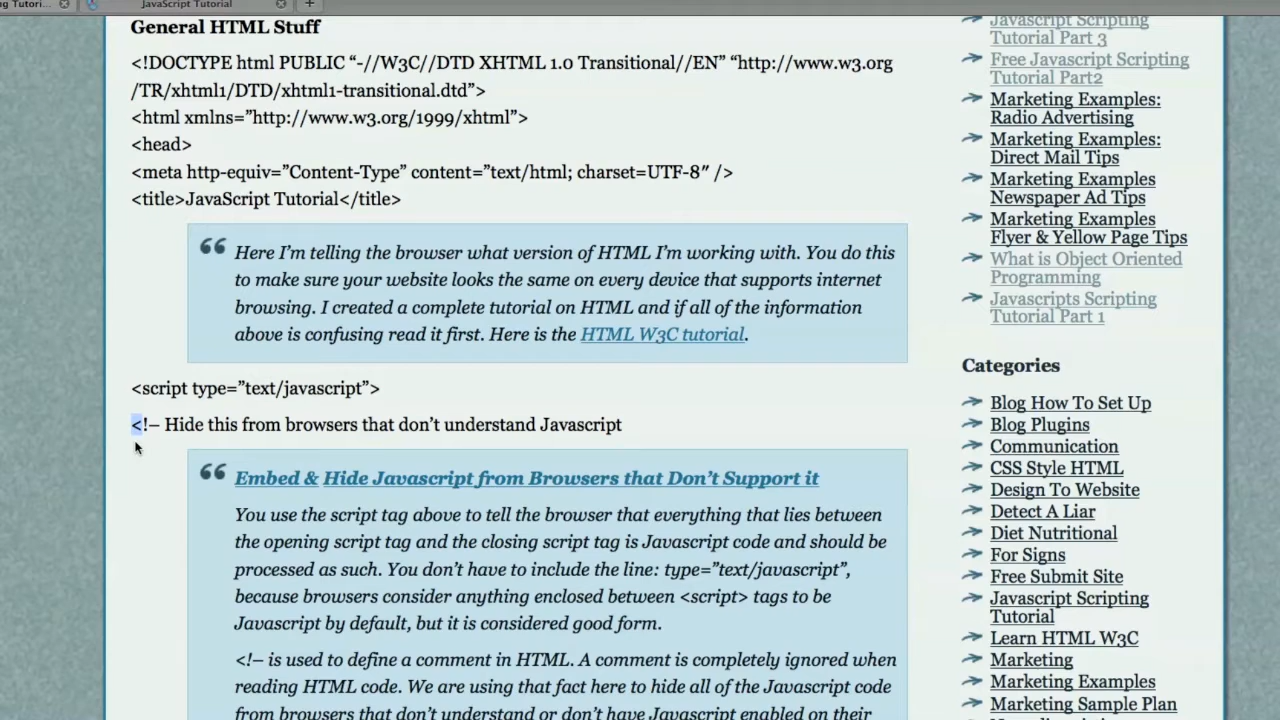 ng Tutori...
JavaScript Tutorial
General HTML Stuff
<!DOCTYPE html PUBLIC “-//W3C//DTD XHTML 1.0 Transitional//EN” “http://www.w3.org
/TR/xhtml1/DTD/xhtml1-transitional.dtd”>
<html xmlns=”http://www.w3.org/1999/xhtml”>
<head>
<meta http-equiv=”Content-Type” content=”text/html; charset=UTF-8″ />
<title>JavaScript Tutorial</title>
Here I’m telling the browser what version of HTML I’m working with. You do this
to make sure your website looks the same on every device that supports internet
browsing. I created a complete tutorial on HTML and if all of the information
above is confusing read it first. Here is the HTML W3C tutorial.
<script type=”text/javascript”>
<!– Hide this from browsers that don’t understand Javascript
Embed & Hide Javascript from Browsers that Don’t Support it
You use the script tag above to tell the browser that everything that lies between
the opening script tag and the closing script tag is Javascript code and should be
processed as such. You don’t have to include the line: type=”text/javascript”,
because browsers consider anything enclosed between <script> tags to be
Javascript by default, but it is considered good form.
<!– is used to define a comment in HTML. A comment is completely ignored when
reading HTML code. We are using that fact here to hide all of the Javascript code
from browsers that don’t understand or don’t have Javascript enabled on their
Javascript Scripting
Tutorial Part 3
Free Javascript Scripting
Tutorial Part2
Marketing Examples:
Radio Advertising
Marketing Examples:
Direct Mail Tips
Marketing Examples
Newspaper Ad Tips
Marketing Examples
Flyer & Yellow Page Tips
What is Object Oriented
Programming
Javascripts Scripting
Tutorial Part 1
Categories
Blog How To Set Up
Blog Plugins
Communication
CSS Style HTML
Design To Website
Detect A Liar
Diet Nutritional
For Signs
Free Submit Site
Javascript Scripting
Tutorial
Learn HTML W3C
Marketing
Marketing Examples
Marketing Sample Plan